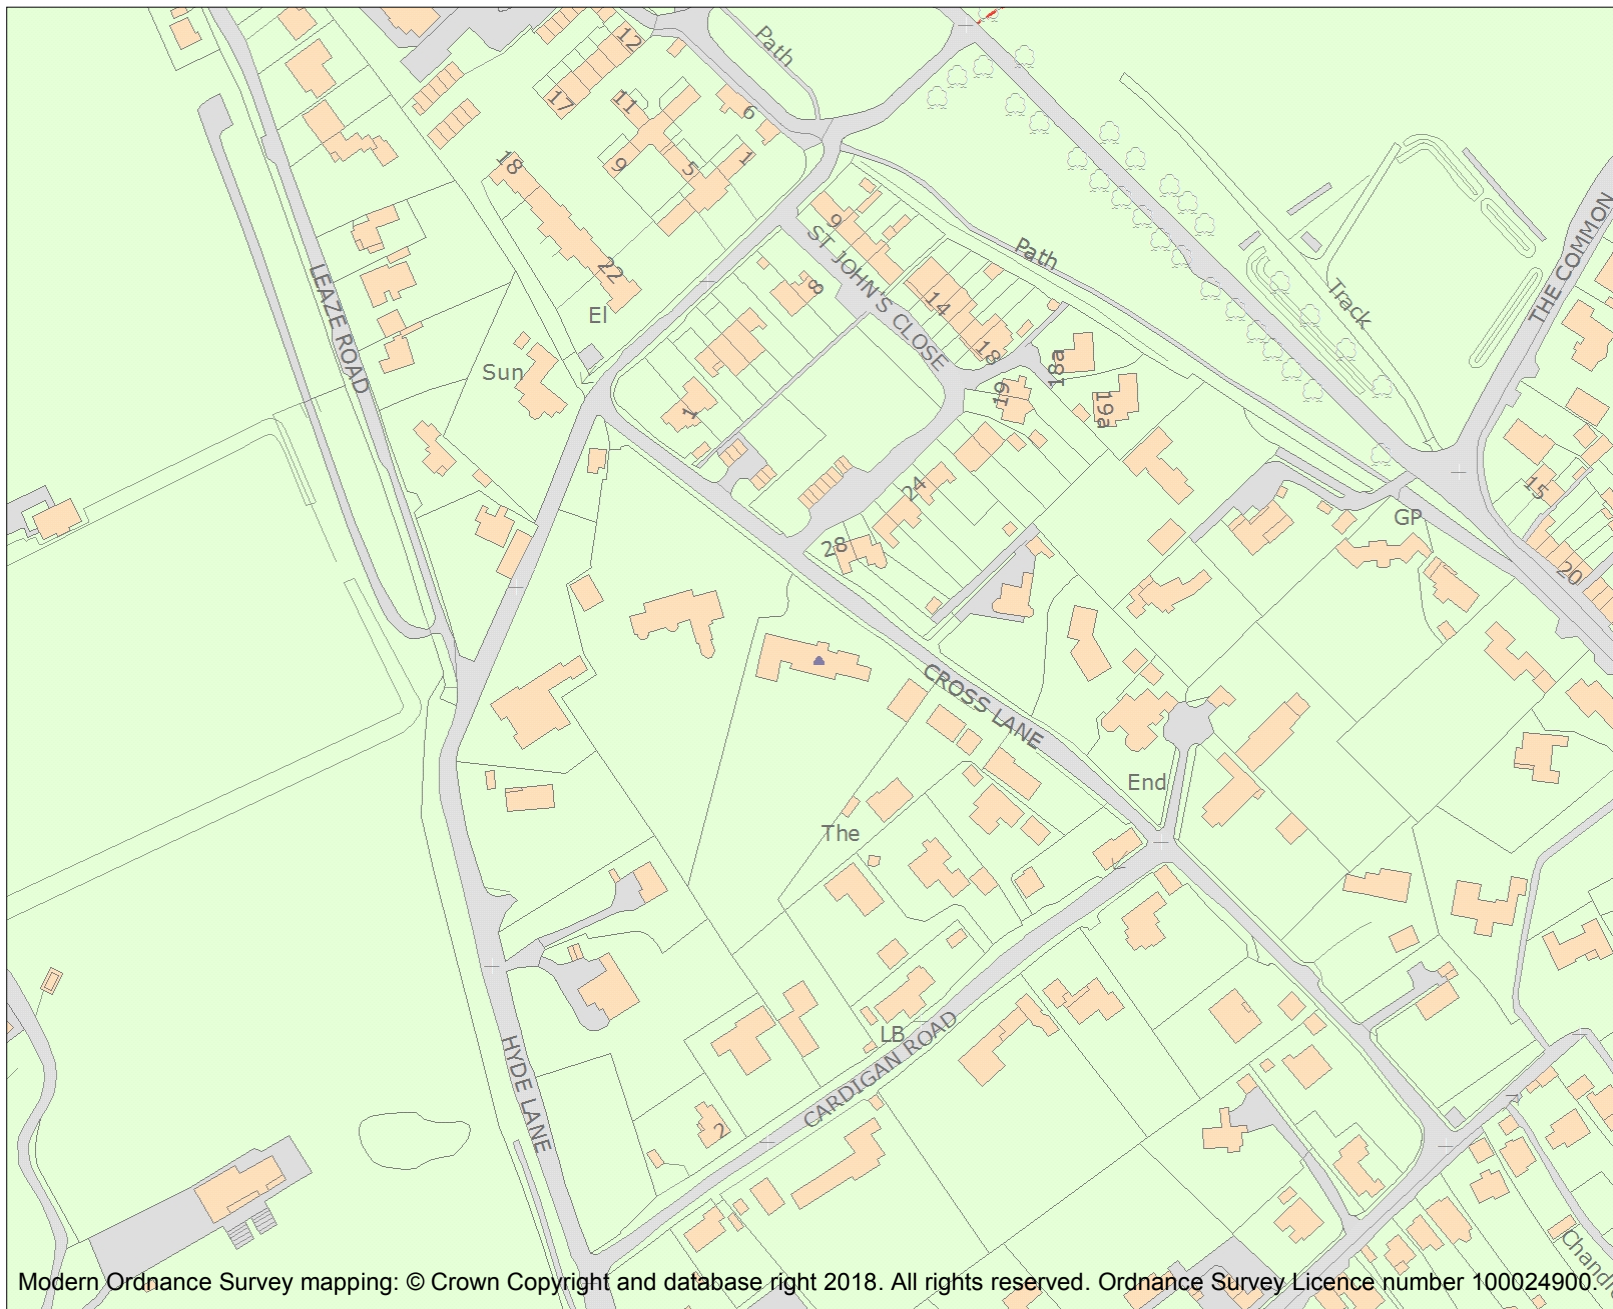 Path
12
17
11
6
9
5
1
18
22
El
LEAZE ROAD
Sun
9
ST JOHN'S CLOSE
8
14
18
Path
Track
THE COMMON
18a
19
19a
1
24
28
GP
15
20
CROSS LANE
End
The
LB
CARDIGAN ROAD
HYDE LANE
2
Modern Ordnance Survey mapping: © Crown Copyright and database right 2018. All rights reserved. Ordnance Survey Licence number 100024900.